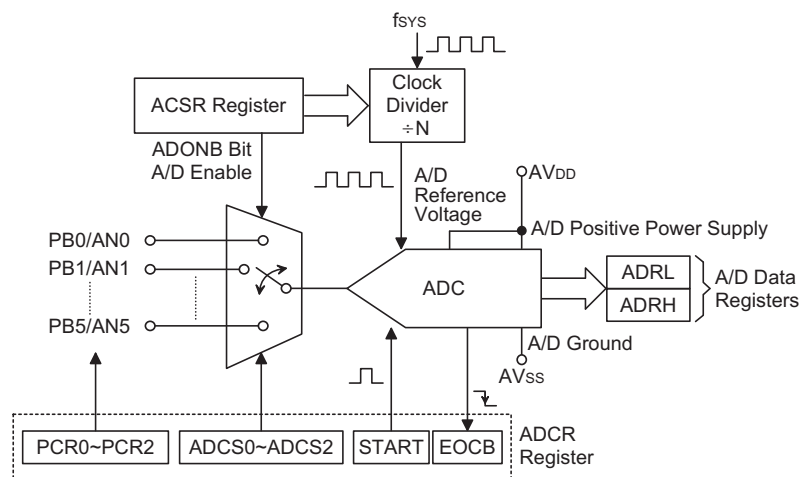 fSYS
ACSR Register
Clock
Divider
÷N
ADONB Bit
A/D Enable
A/D
Reference
Voltage
AVDD
A/D Positive Power Supply
PB0/AN0
PB1/AN1
PB5/AN5
ADC
ADRL
ADRH
A/D Data
Registers
A/D Ground
AVSS
PCR0~PCR2
ADCS0~ADCS2
START
EOCB
ADCR
Register